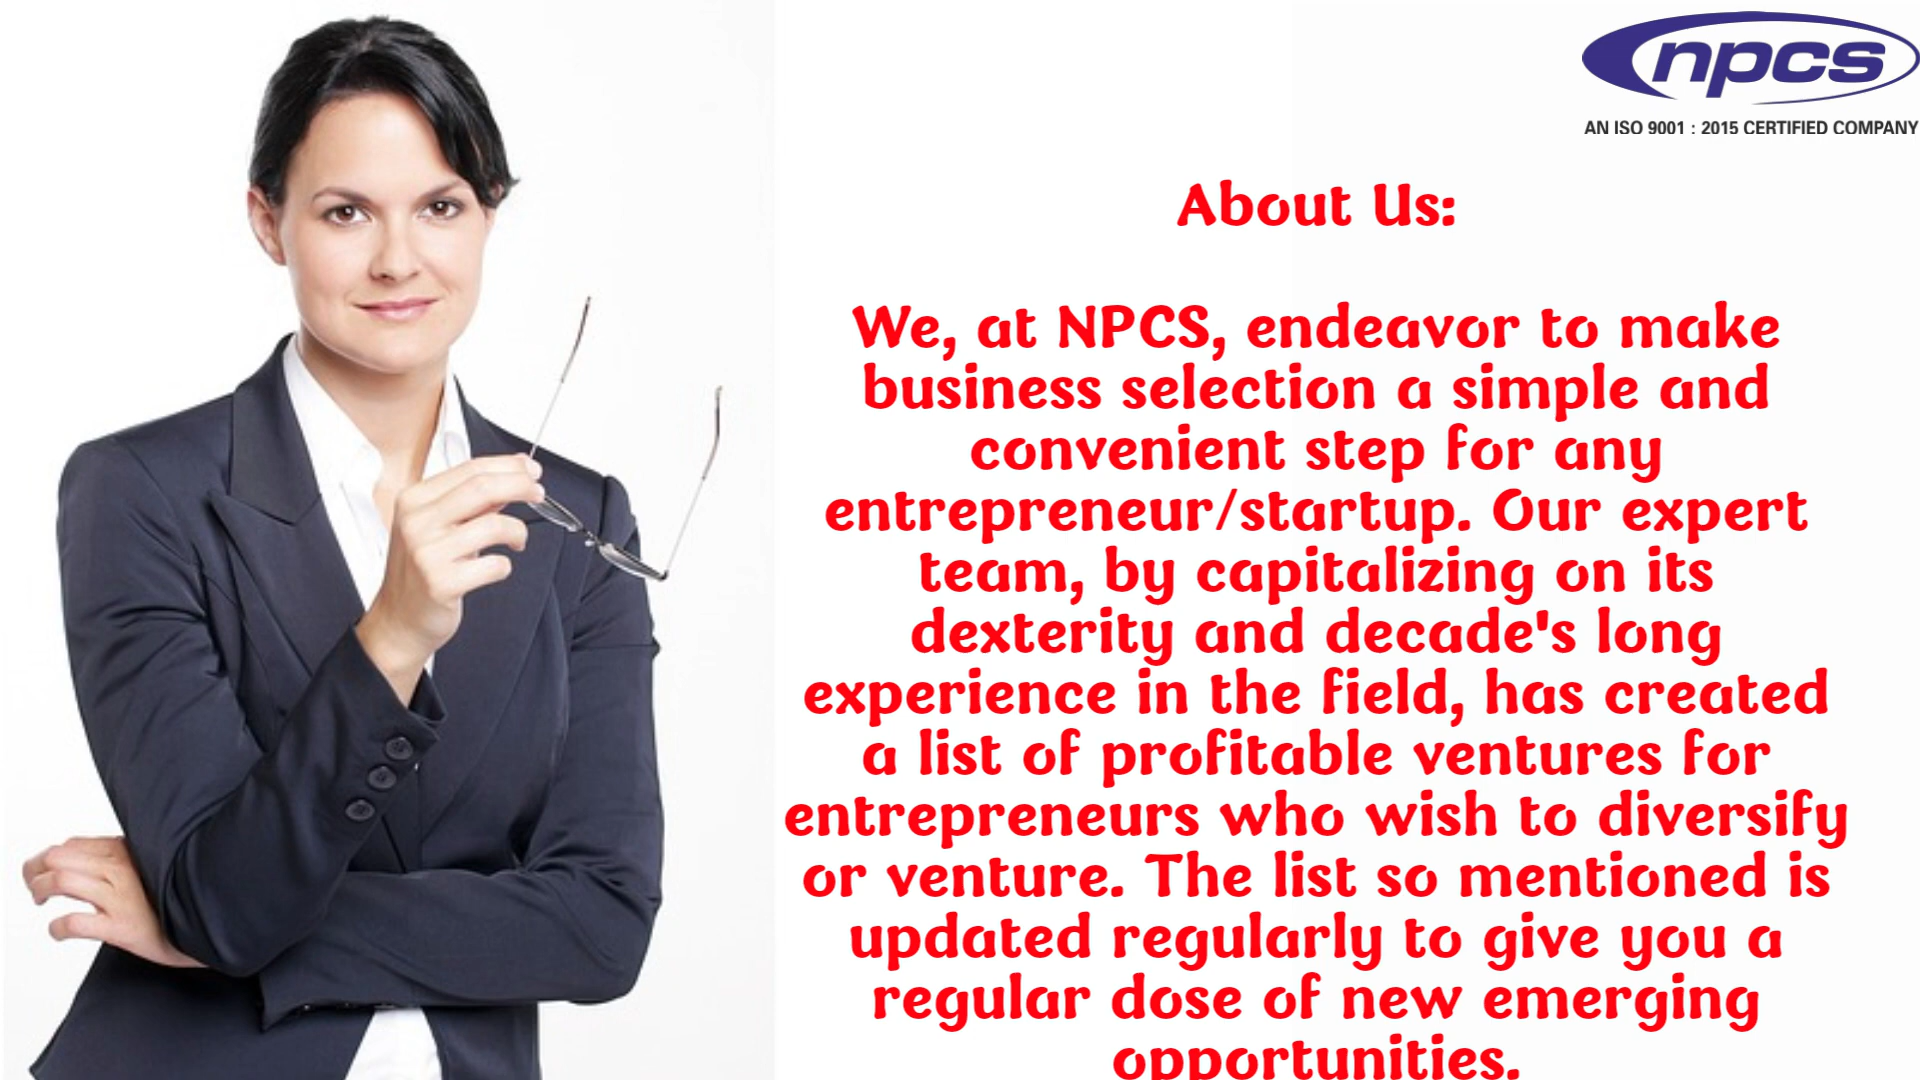 npcs
AN ISO 9001 : 2015 CERTIFIED COMPANY
About Us:
We, at NPCS, endeavor to make
business selection a simple and
convenient step for any
entrepreneur/startup. Our expert
team, by capitalizing on its
dexterity and decade's long
experience in the field, has created
a list of profitable ventures for
entrepreneurs who wish to diversify
or venture. The list so mentioned is
updated regularly to give you a
regular dose of new emerging
opportunities.